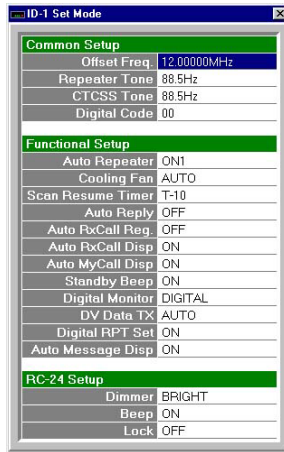 ID-1 Set Mode
Common Setup
Offset Freq. 12.00000MHz
Repeater Tone 88.5Hz
CTCSS Tone 88.5Hz
Digital Code 00
Functional Setup
Auto Repeater ON1
Cooling Fan AUTO
Scan Resume Timer T-10
Auto Reply OFF
Auto RxCall Reg. OFF
Auto RxCall Disp ON
Auto MyCall Disp ON
Standby Beep ON
Digital Monitor DIGITAL
DV Data TX AUTO
Digital RPT Set ON
Auto Message Disp ON
RC-24 Setup
Dimmer BRIGHT
Beep ON
Lock OFF